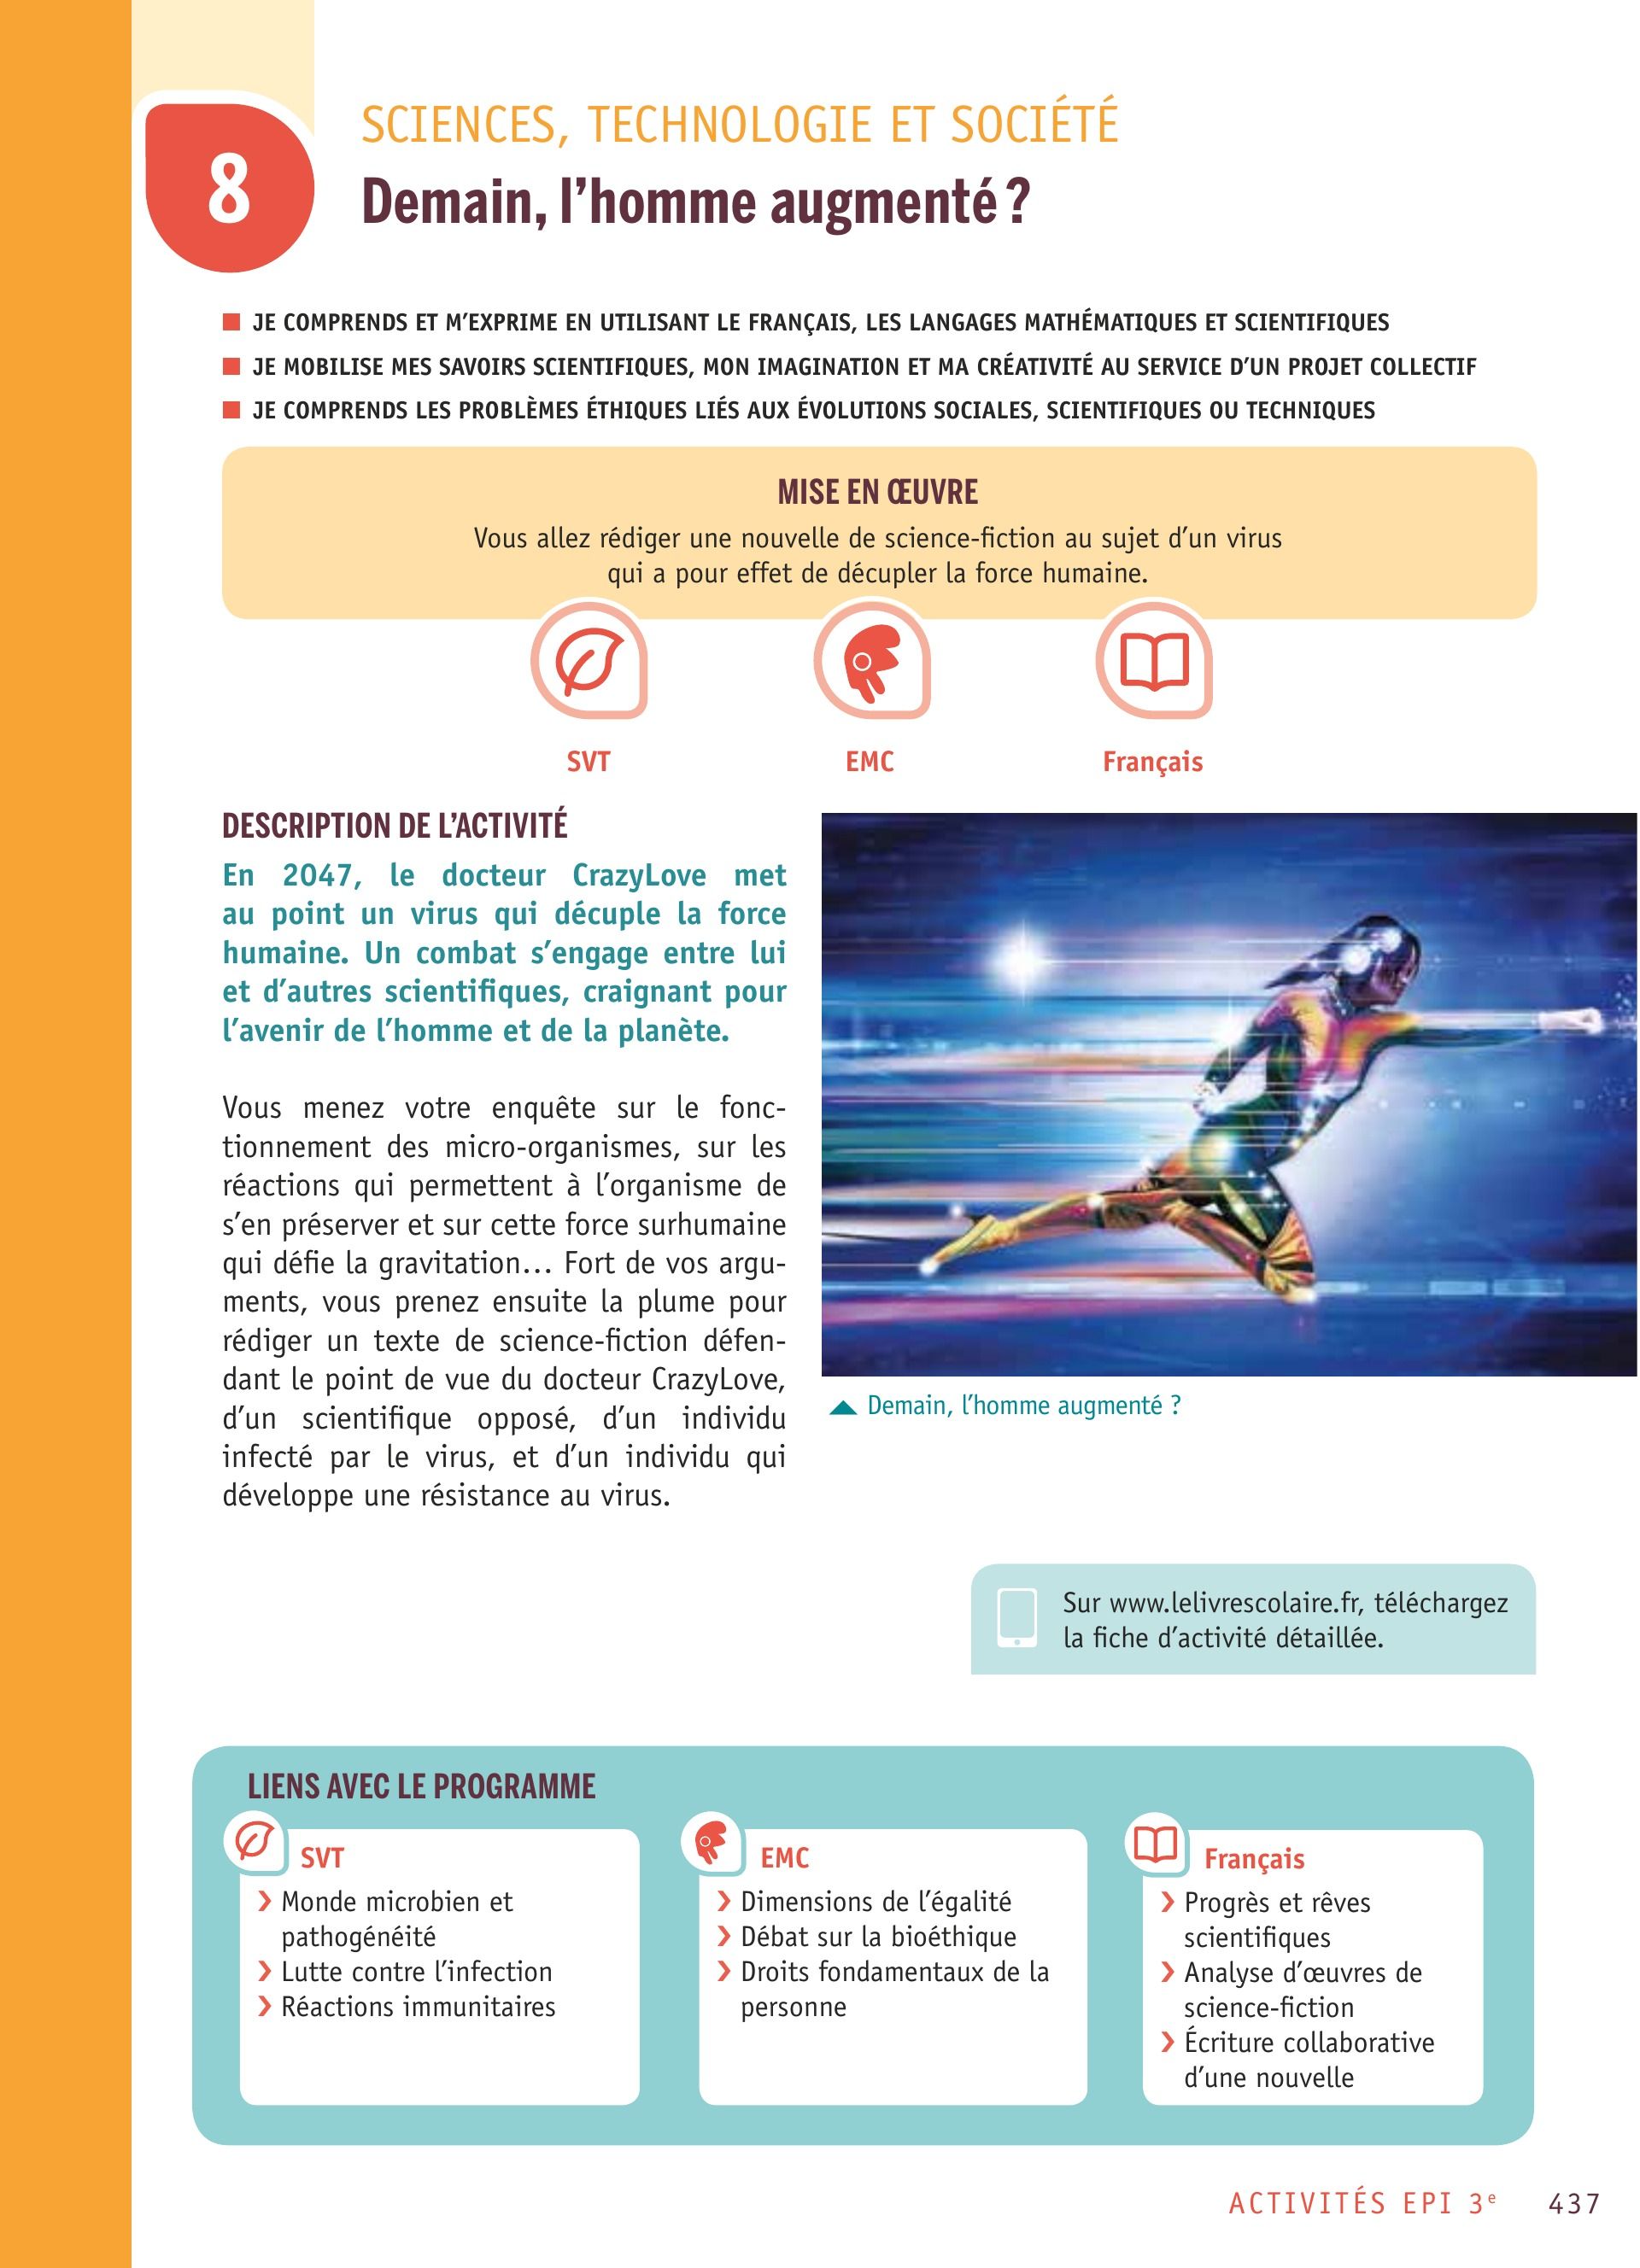 8
SCIENCES, TECHNOLOGIE ET SOCIÉTÉ
Demain, l’homme augmenté ?
JE COMPRENDS ET M’EXPRIME EN UTILISANT LE FRANÇAIS, LES LANGAGES MATHÉMATIQUES ET SCIENTIFIQUES
JE MOBILISE MES SAVOIRS SCIENTIFIQUES, MON IMAGINATION ET MA CRÉATIVITÉ AU SERVICE D’UN PROJET COLLECTIF
JE COMPRENDS LES PROBLÈMES ÉTHIQUES LIÉS AUX ÉVOLUTIONS SOCIALES, SCIENTIFIQUES OU TECHNIQUES
MISE EN ŒUVRE
Vous allez rédiger une nouvelle de science-fiction au sujet d’un virus
qui a pour effet de décupler la force humaine.
SVT
EMC
Français
DESCRIPTION DE L’ACTIVITÉ
En 2047, le docteur CrazyLove met
au point un virus qui décuple la force
humaine. Un combat s’engage entre lui
et d’autres scientifiques, craignant pour
l’avenir de l’homme et de la planète.
Vous menez votre enquête sur le fonc-
tionnement des micro-organismes, sur les
réactions qui permettent à l’organisme de
s’en préserver et sur cette force surhumaine
qui défie la gravitation… Fort de vos argu-
ments, vous prenez ensuite la plume pour
rédiger un texte de science-fiction défen-
dant le point de vue du docteur CrazyLove,
d’un scientifique opposé, d’un individu
infecté par le virus, et d’un individu qui
développe une résistance au virus.
Demain, l’homme augmenté ?
Sur www.lelivrescolaire.fr, téléchargez
la fiche d’activité détaillée.
LIENS AVEC LE PROGRAMME
SVT
Monde microbien et
pathogénéité
Lutte contre l’infection
Réactions immunitaires
EMC
Dimensions de l’égalité
Débat sur la bioéthique
Droits fondamentaux de la
personne
Français
Progrès et rêves
scientifiques
Analyse d’œuvres de
science-fiction
Écriture collaborative
d’une nouvelle
ACTIVITÉS EPI 3e 437